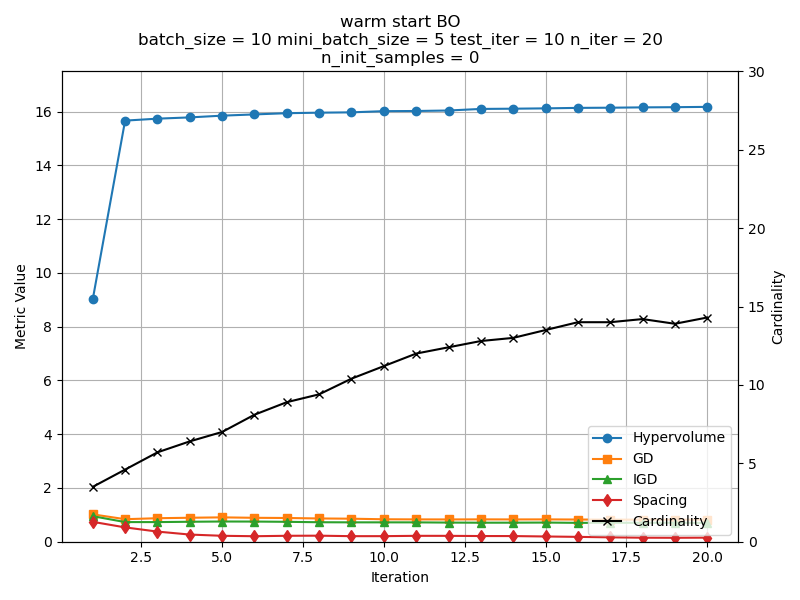 warm start BO
batch_size = 10 mini_batch_size = 5 test_iter = 10 n_iter = 20
n_init_samples = 0
Metric Value
16
14
12
10
8
6
4
2
0
30
25
20
15
10
5
0
Cardinality
Hypervolume
GD
IGD
Spacing
Cardinality
2.5 5.0 7.5 10.0 12.5 15.0 17.5 20.0
Iteration